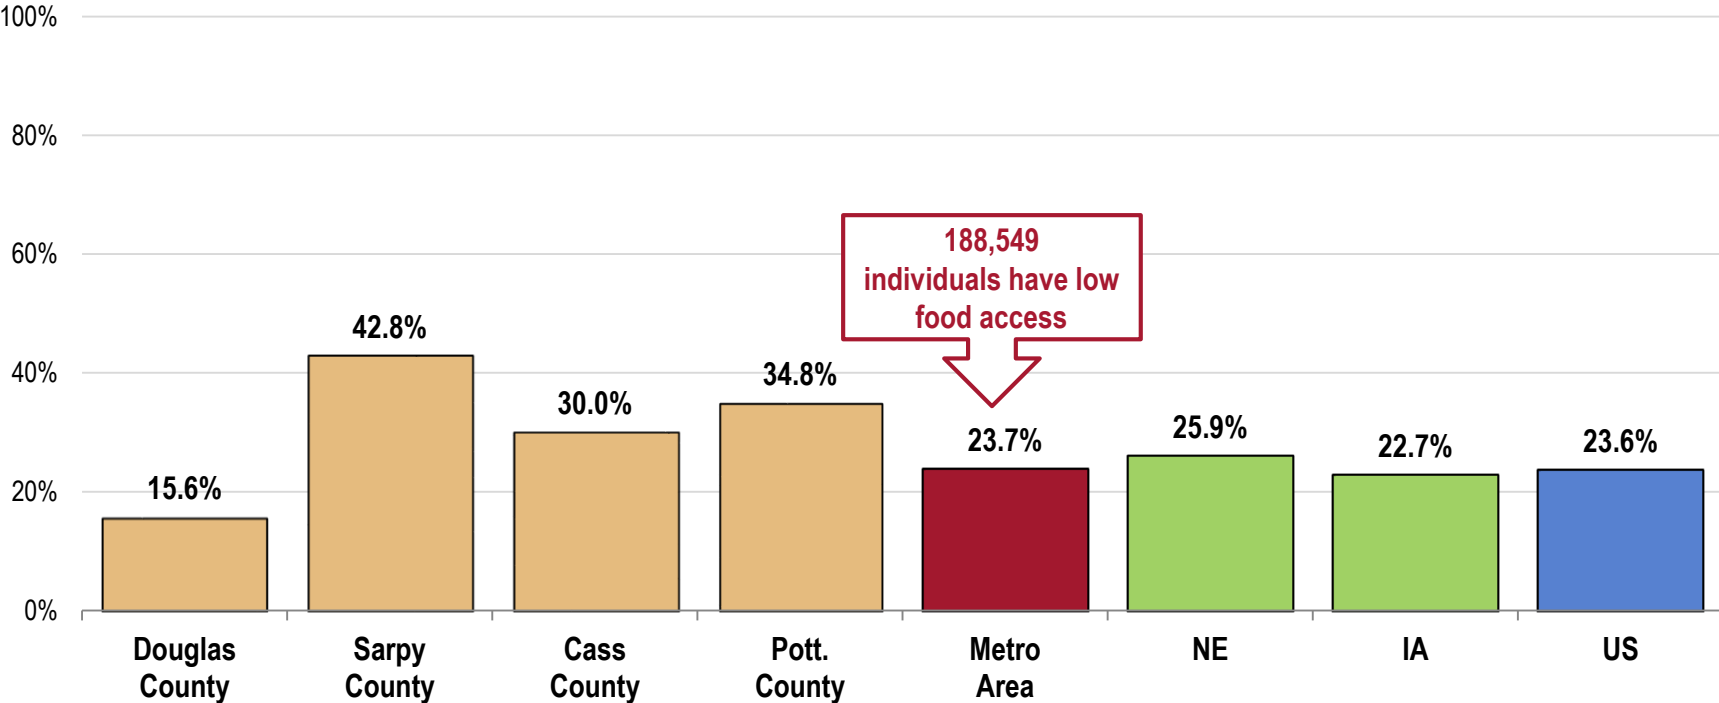 100%
80%
60%
40%
20%
0%
188,549
individuals have low
food access
15.6%
42.8%
30.0%
34.8%
23.7%
25.9%
22.7%
23.6%
Douglas
County
Sarpy
County
Cass
County
Pott.
County
Metro
Area
NE
IA
US